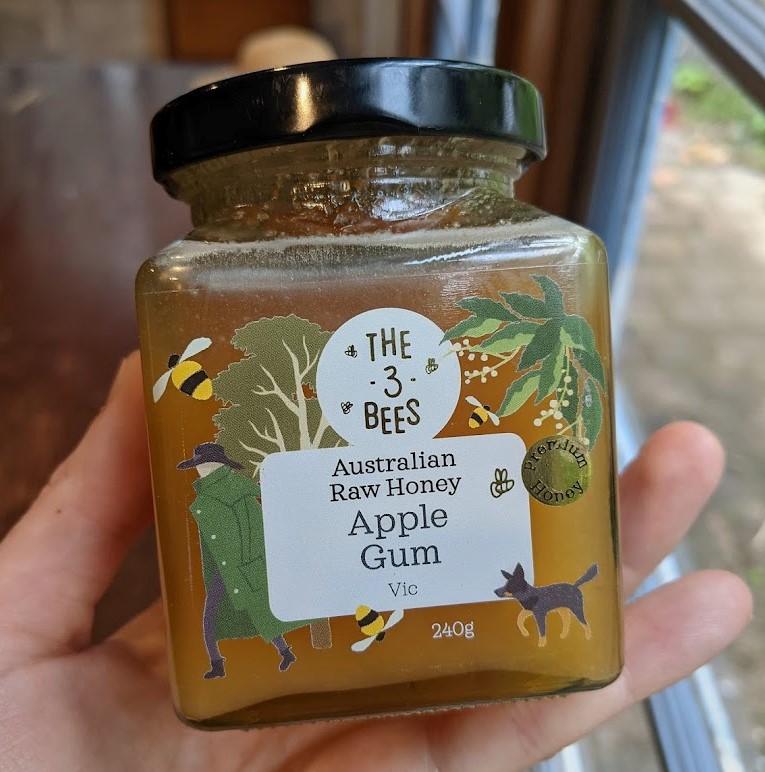 THE
- 3 -
BEES
Australian
Raw Honey
Apple
Gum
Vic
Premium
Honey
240g